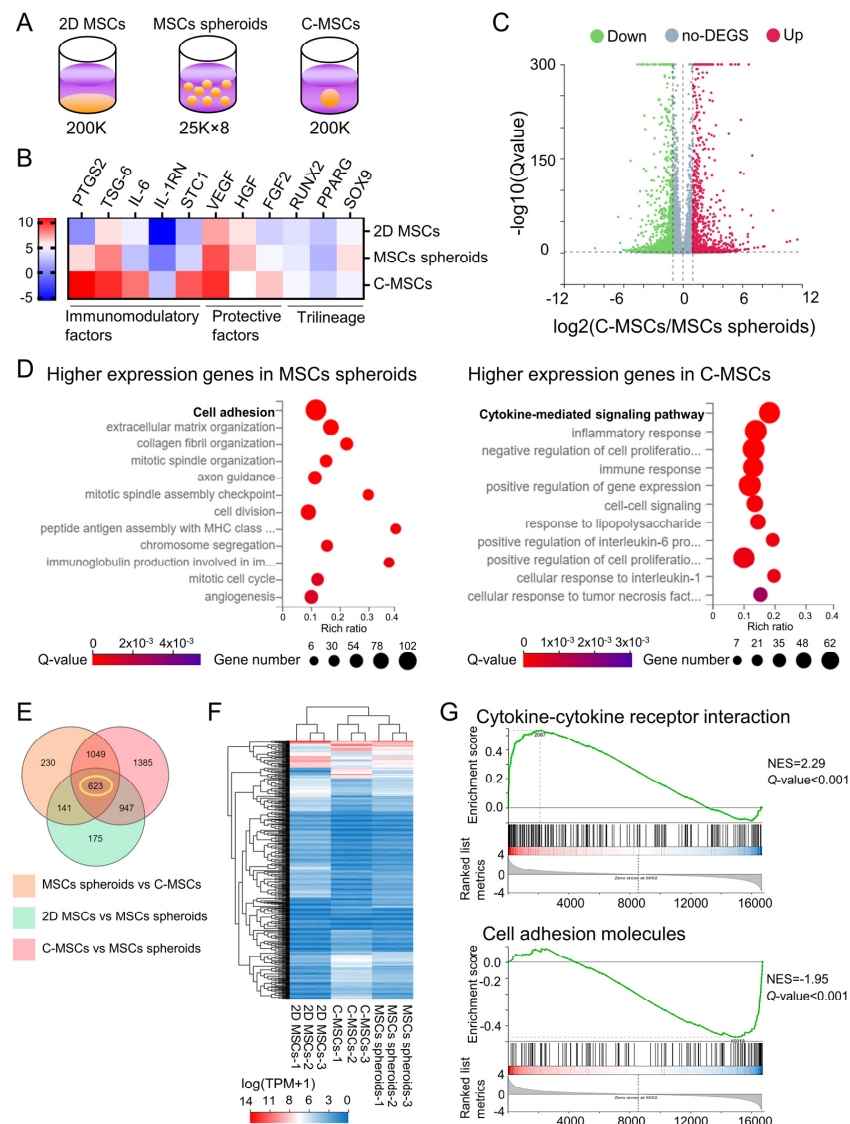 A
2D MSCs
MSCs spheroids
C-MSCs
200K
25K×8
200K
B
PTGS2
TSG-6
IL-6
IL-1RN
STC1
VEGF
HGF
FGF2
RUNX2
PPARG
SOX9
10
5
0
-5
2D MSCs
MSCs spheroids
C-MSCs
Immunomodulatory factors
Protective factors
Trilineage
C
Down
no-DEGS
Up
300
150
0
-log10(Qvalue)
-12
-6
0
6
12
log2(C-MSCs/MSCs spheroids)
D
Higher expression genes in MSCs spheroids
Cell adhesion
extracellular matrix organization
collagen fibril organization
mitotic spindle organization
axon guidance
mitotic spindle assembly checkpoint
cell division
peptide antigen assembly with MHC class ...
chromosome segregation
immunoglobulin production involved in im...
mitotic cell cycle
angiogenesis
0 0.1 0.2 0.3 0.4
Rich ratio
0 2x10-3 4x10-3
Q-value
6 30 54 78 102
Gene number
Higher expression genes in C-MSCs
Cytokine-mediated signaling pathway
inflammatory response
negative regulation of cell proliferatio...
immune response
positive regulation of gene expression
cell-cell signaling
response to lipopolysaccharide
positive regulation of interleukin-6 pro...
positive regulation of cell proliferatio...
cellular response to interleukin-1
cellular response to tumor necrosis fact...
0 0.1 0.2 0.3 0.4
Rich ratio
0 1x10-3 2x10-3 3x10-3
Q-value
7 21 35 48 62
Gene number
E
230
1049
1385
623
141
947
175
MSCs spheroids vs C-MSCs
2D MSCs vs MSCs spheroids
C-MSCs vs MSCs spheroids
F
2D MSCs-1
2D MSCs-2
2D MSCs-3
C-MSCs-1
C-MSCs-2
C-MSCs-3
MSCs spheroids-1
MSCs spheroids-2
MSCs spheroids-3
log(TPM+1)
14 11 8 6 3 0
G
Cytokine-cytokine receptor interaction
Enrichment score
0.4
0.2
0.0
2087
NES=2.29
Q-value<0.001
Ranked list metrics
4
0
-4
4000 8000 12000 16000
Cell adhesion molecules
Enrichment score
0.0
-0.2
-0.4
NES=-1.95
Q-value<0.001
Ranked list metrics
4
0
-4
4000 8000 12000 16000